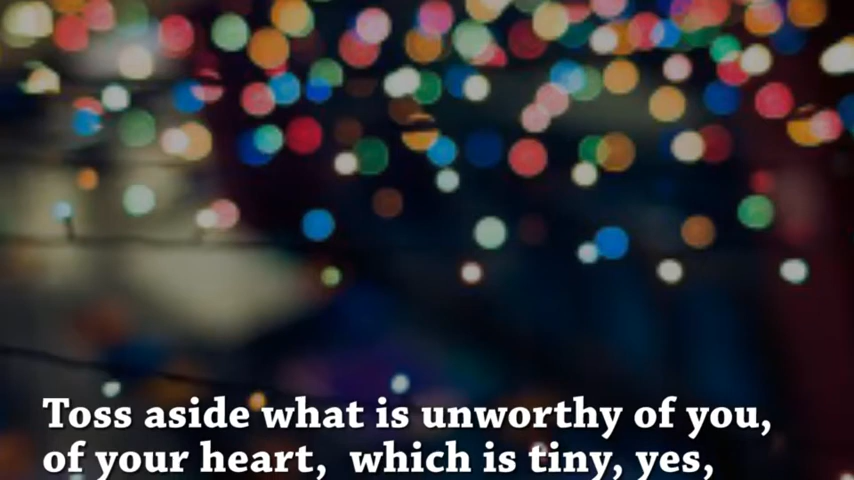 Toss aside what is unworthy of you,
of your heart,  which is tiny, yes,